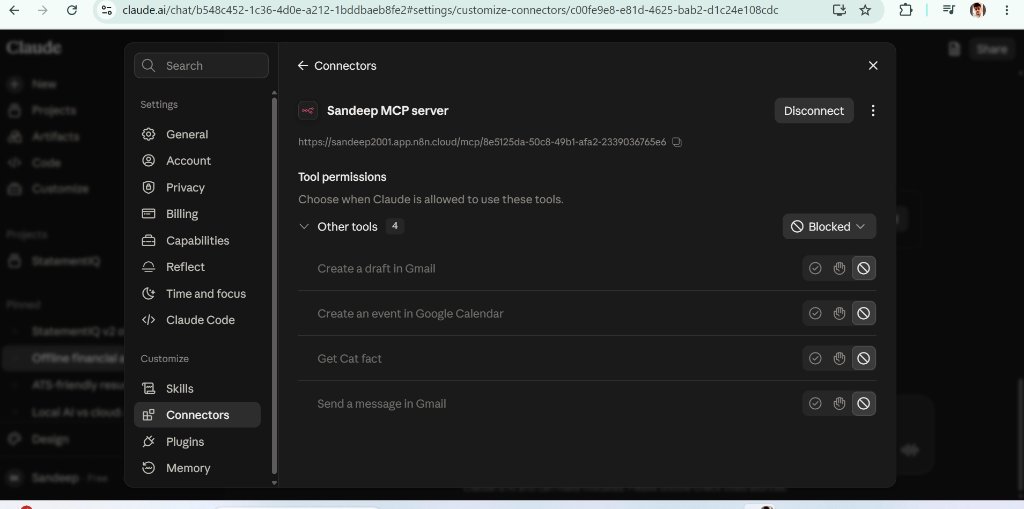 claude.ai/chat/b548c452-1c36-4d0e-a212-1bddbaeb8fe2#settings/customize-connectors/c00fe9e8-e81d-4625-bab2-d1c24e108cdc
Claude
New
Projects
Artifacts
Code
Customize
Projects
StatementIQ
Pinned
StatementIQ v2
Offline financial
ATS-friendly
Local AI vs cloud
Design
Sandeep Free
Share
Search
Settings
General
Account
Privacy
Billing
Capabilities
Reflect
Time and focus
Claude Code
Customize
Skills
Connectors
Plugins
Memory
Connectors
Sandeep MCP server
Disconnect
https://sandeep2001.app.n8n.cloud/mcp/8e5125da-50c8-49b1-afa2-2339036765e6
Tool permissions
Choose when Claude is allowed to use these tools.
Other tools 4
Blocked
Create a draft in Gmail
Create an event in Google Calendar
Get Cat fact
Send a message in Gmail